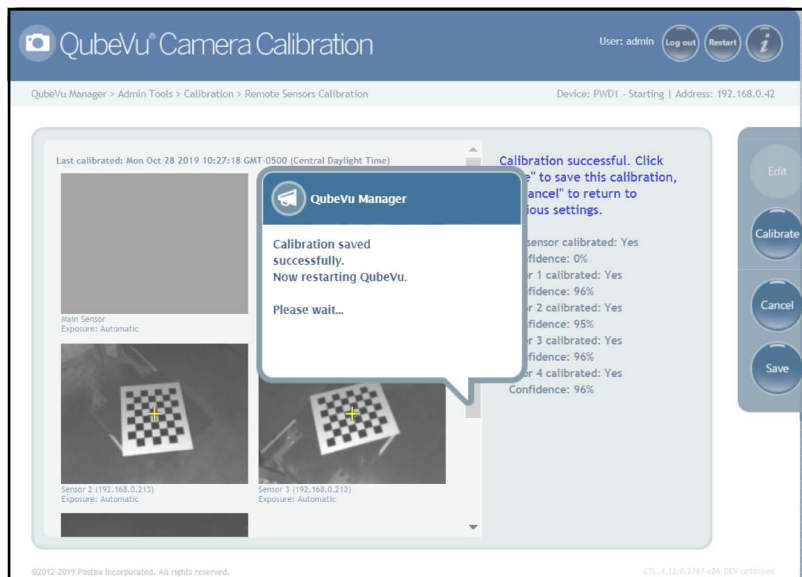 QubeVu® Camera Calibration
User: admin
Log out
Restart
i
QubeVu Manager > Admin Tools > Calibration > Remote Sensors Calibration
Device: PWD1 - Starting | Address: 192.168.0.42
Last calibrated: Mon Oct 28 2019 10:27:18 GMT-0500 (Central Daylight Time)
Main Sensor
Exposure: Automatic
Sensor 2 (192.168.0.213)
Exposure: Automatic
Sensor 3 (192.168.0.212)
Exposure: Automatic
QubeVu Manager
Calibration saved
successfully.
Now restarting QubeVu.
Please wait...
Calibration successful. Click
e" to save this calibration,
ancel" to return to
ious settings.
sensor calibrated: Yes
fidence: 0%
r 1 calibrated: Yes
fidence: 96%
r 2 calibrated: Yes
fidence: 95%
r 3 calibrated: Yes
fidence: 96%
r 4 calibrated: Yes
Confidence: 96%
Edit
Calibrate
Cancel
Save
©2012-2019 Postea Incorporated. All rights reserved.